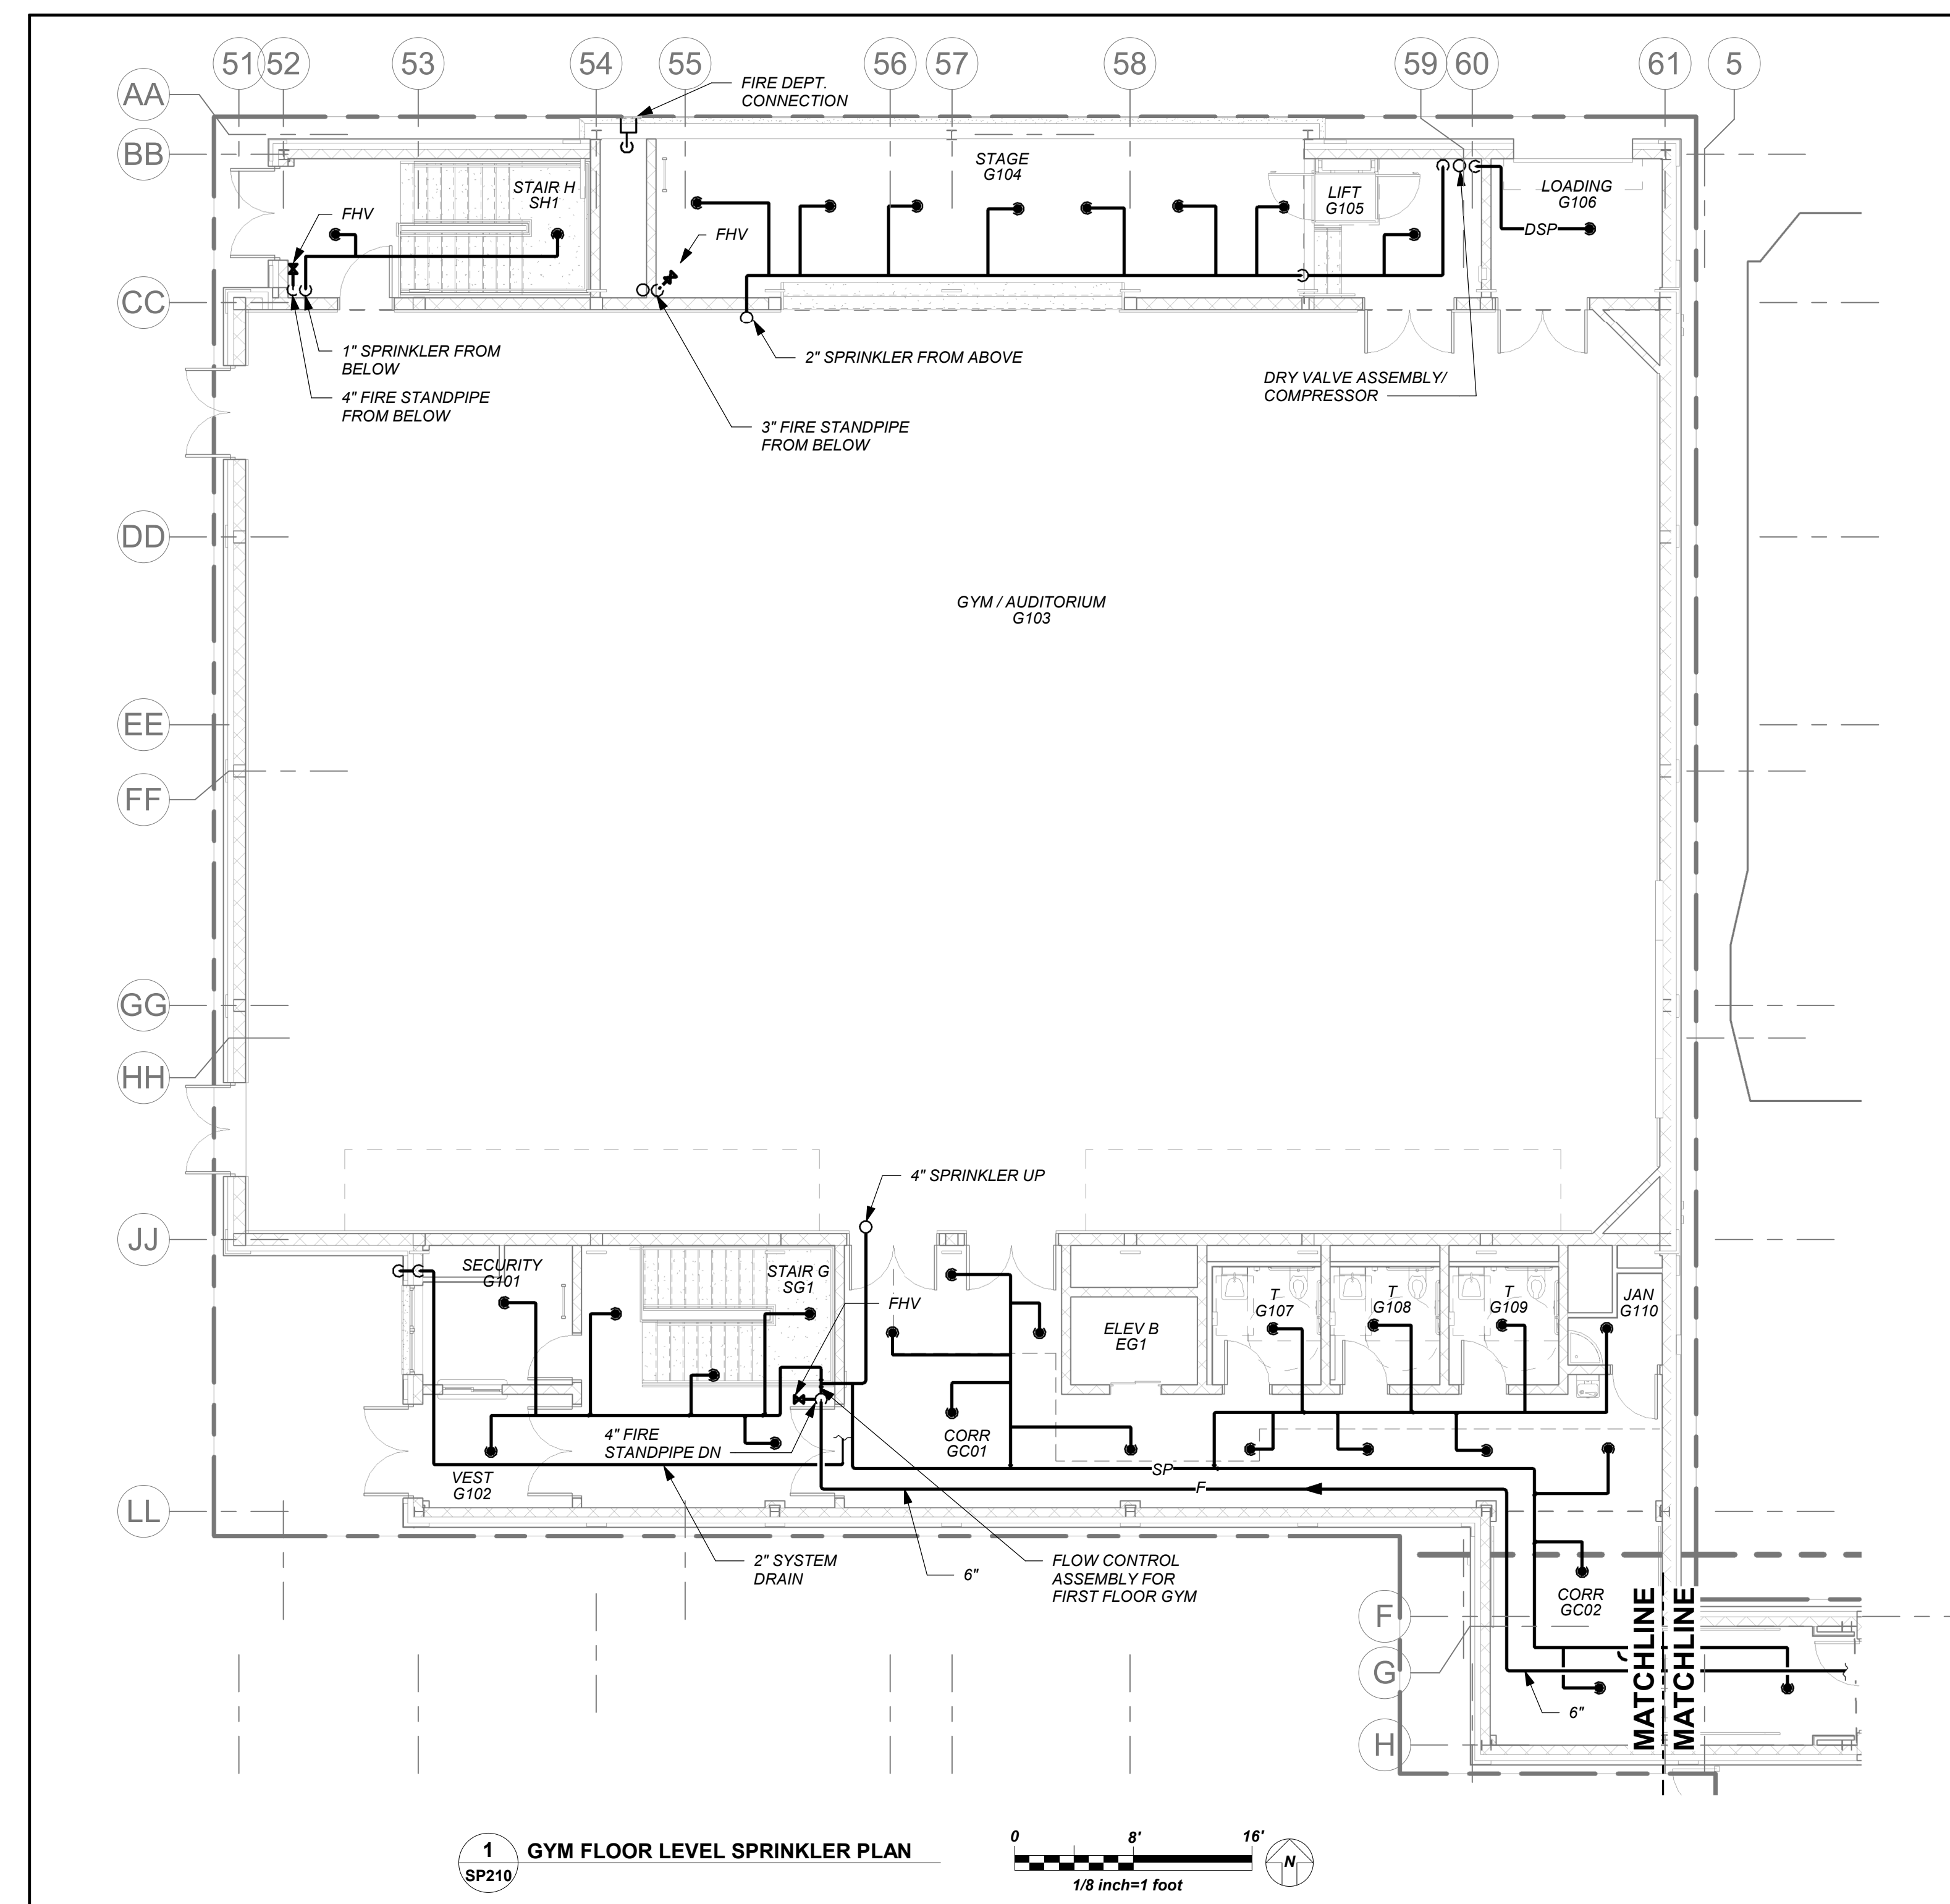 51
52
53
54
55
56
57
58
59
60
61
5
AA
BB
CC
DD
EE
FF
GG
HH
JJ
LL
F
G
H
FIRE DEPT.
CONNECTION
STAGE
G104
STAIR H
SH1
FHV
FHV
LIFT
G105
LOADING
G106
DSP
1" SPRINKLER FROM
BELOW
4" FIRE STANDPIPE
FROM BELOW
2" SPRINKLER FROM ABOVE
3" FIRE STANDPIPE
FROM BELOW
DRY VALVE ASSEMBLY/
COMPRESSOR
GYM / AUDITORIUM
G103
4" SPRINKLER UP
SECURITY
G101
STAIR G
SG1
FHV
ELEV B
EG1
T
G107
T
G108
T
G109
JAN
G110
4" FIRE
STANDPIPE DN
CORR
GC01
VEST
G102
SP
F
2" SYSTEM
DRAIN
6"
FLOW CONTROL
ASSEMBLY FOR
FIRST FLOOR GYM
CORR
GC02
6"
MATCHLINE
MATCHLINE
1
SP210
GYM FLOOR LEVEL SPRINKLER PLAN
0 8' 16'
1/8 inch=1 foot
N